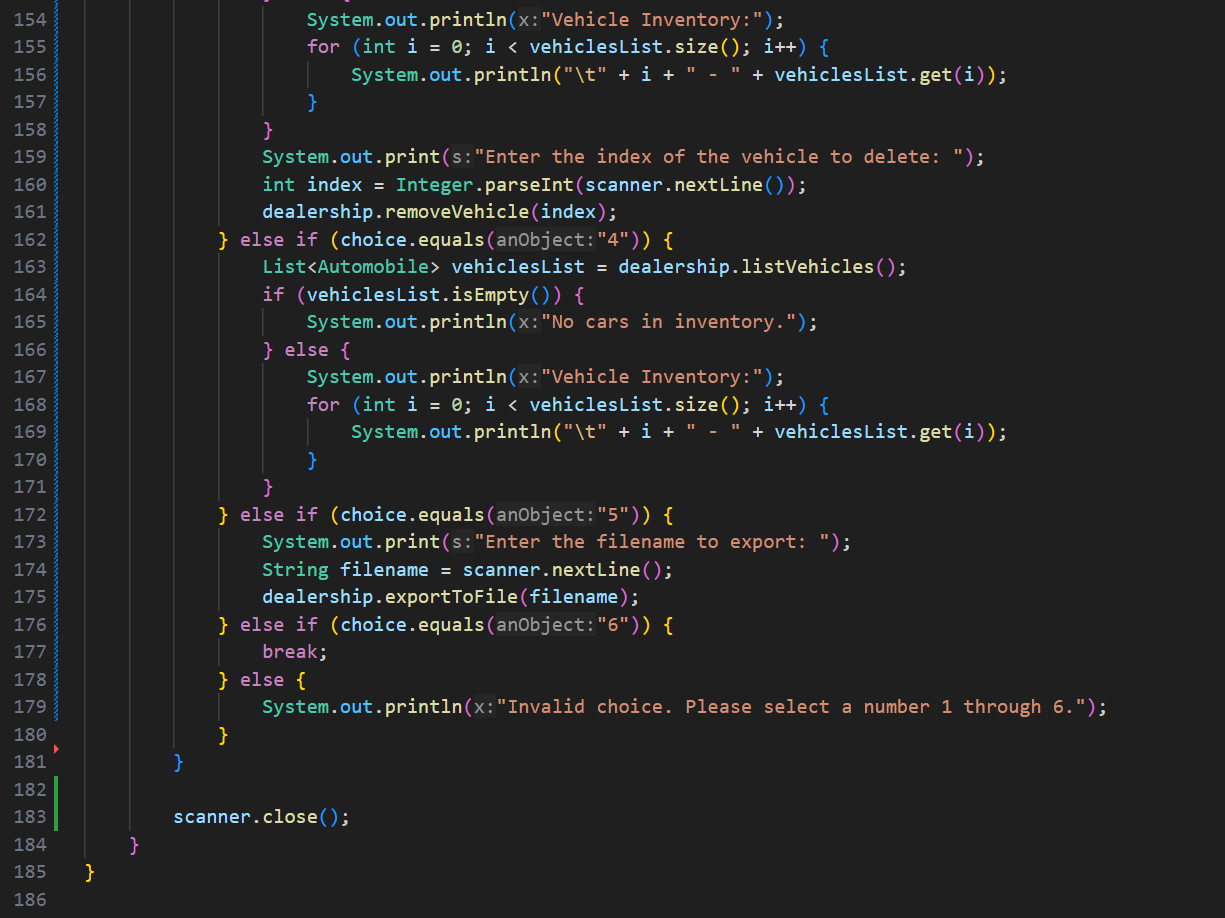 154 System.out.println(x:"Vehicle Inventory:");
155 for (int i = 0; i < vehiclesList.size(); i++) {
156 System.out.println("\t" + i + " - " + vehiclesList.get(i));
157 }
158 }
159 System.out.print(s:"Enter the index of the vehicle to delete: ");
160 int index = Integer.parseInt(scanner.nextLine());
161 dealership.removeVehicle(index);
162 } else if (choice.equals(anObject:"4")) {
163 List<Automobile> vehiclesList = dealership.listVehicles();
164 if (vehiclesList.isEmpty()) {
165 System.out.println(x:"No cars in inventory.");
166 } else {
167 System.out.println(x:"Vehicle Inventory:");
168 for (int i = 0; i < vehiclesList.size(); i++) {
169 System.out.println("\t" + i + " - " + vehiclesList.get(i));
170 }
171 }
172 } else if (choice.equals(anObject:"5")) {
173 System.out.print(s:"Enter the filename to export: ");
174 String filename = scanner.nextLine();
175 dealership.exportToFile(filename);
176 } else if (choice.equals(anObject:"6")) {
177 break;
178 } else {
179 System.out.println(x:"Invalid choice. Please select a number 1 through 6.");
180 }
181 }
182
183 scanner.close();
184 }
185 }
186